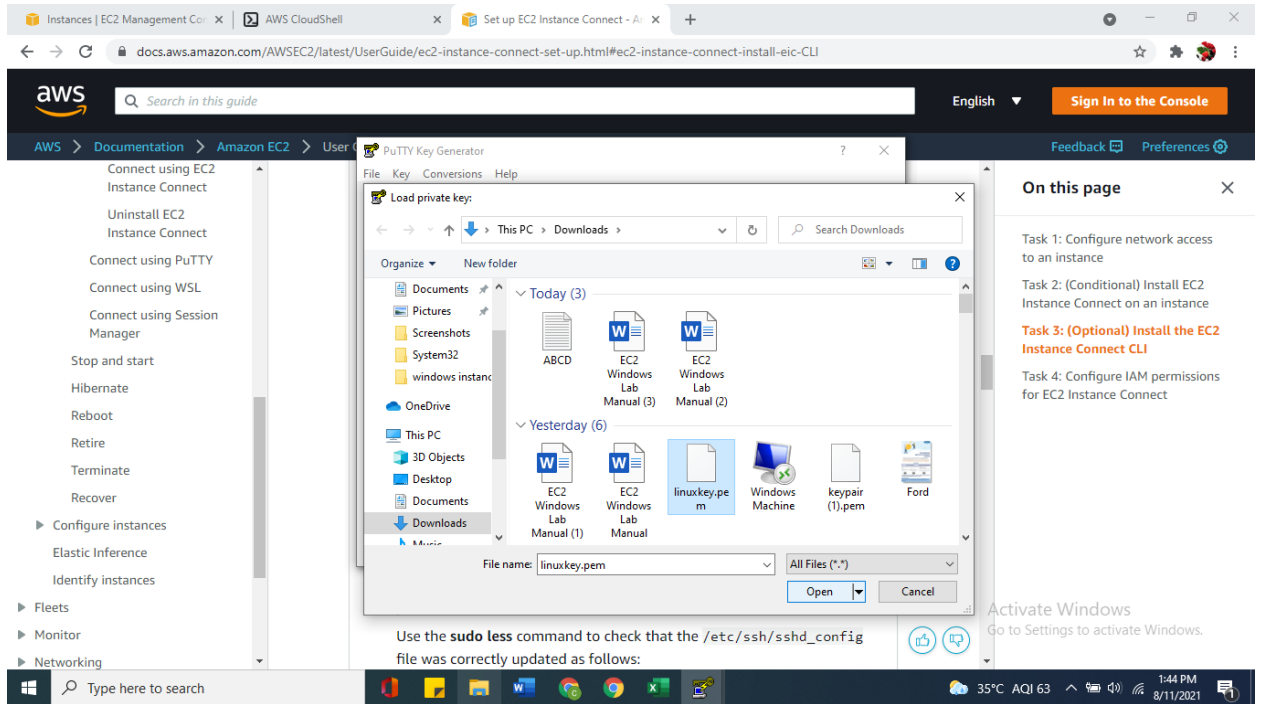 Instances | EC2 Management Con
AWS CloudShell
Set up EC2 Instance Connect - Am
docs.aws.amazon.com/AWSEC2/latest/UserGuide/ec2-instance-connect-set-up.html#ec2-instance-connect-install-eic-CLI
aws
Search in this guide
English
Sign In to the Console
AWS > Documentation > Amazon EC2 > User
Feedback
Preferences
Connect using EC2
Instance Connect
Uninstall EC2
Instance Connect
Connect using PuTTY
Connect using WSL
Connect using Session
Manager
Stop and start
Hibernate
Reboot
Retire
Terminate
Recover
Configure instances
Elastic Inference
Identify instances
Fleets
Monitor
Networking
PuTTY Key Generator
File Key Conversions Help
Load private key:
This PC > Downloads >
Search Downloads
Organize
New folder
Documents
Pictures
Screenshots
System32
windows instanc
OneDrive
This PC
3D Objects
Desktop
Documents
Downloads
Music
Today (3)
ABCD
EC2
Windows
Lab
Manual (3)
EC2
Windows
Lab
Manual (2)
Yesterday (6)
EC2
Windows
Lab
Manual (1)
EC2
Windows
Lab
Manual
linuxkey.pe
m
Windows
Machine
keypair
(1).pem
Ford
File name:
linuxkey.pem
All Files (*.*)
Open
Cancel
Use the sudo less command to check that the /etc/ssh/sshd_config
file was correctly updated as follows:
On this page
Task 1: Configure network access
to an instance
Task 2: (Conditional) Install EC2
Instance Connect on an instance
Task 3: (Optional) Install the EC2
Instance Connect CLI
Task 4: Configure IAM permissions
for EC2 Instance Connect
Activate Windows
Go to Settings to activate Windows.
Type here to search
35°C AQI 63
1:44 PM
8/11/2021
1